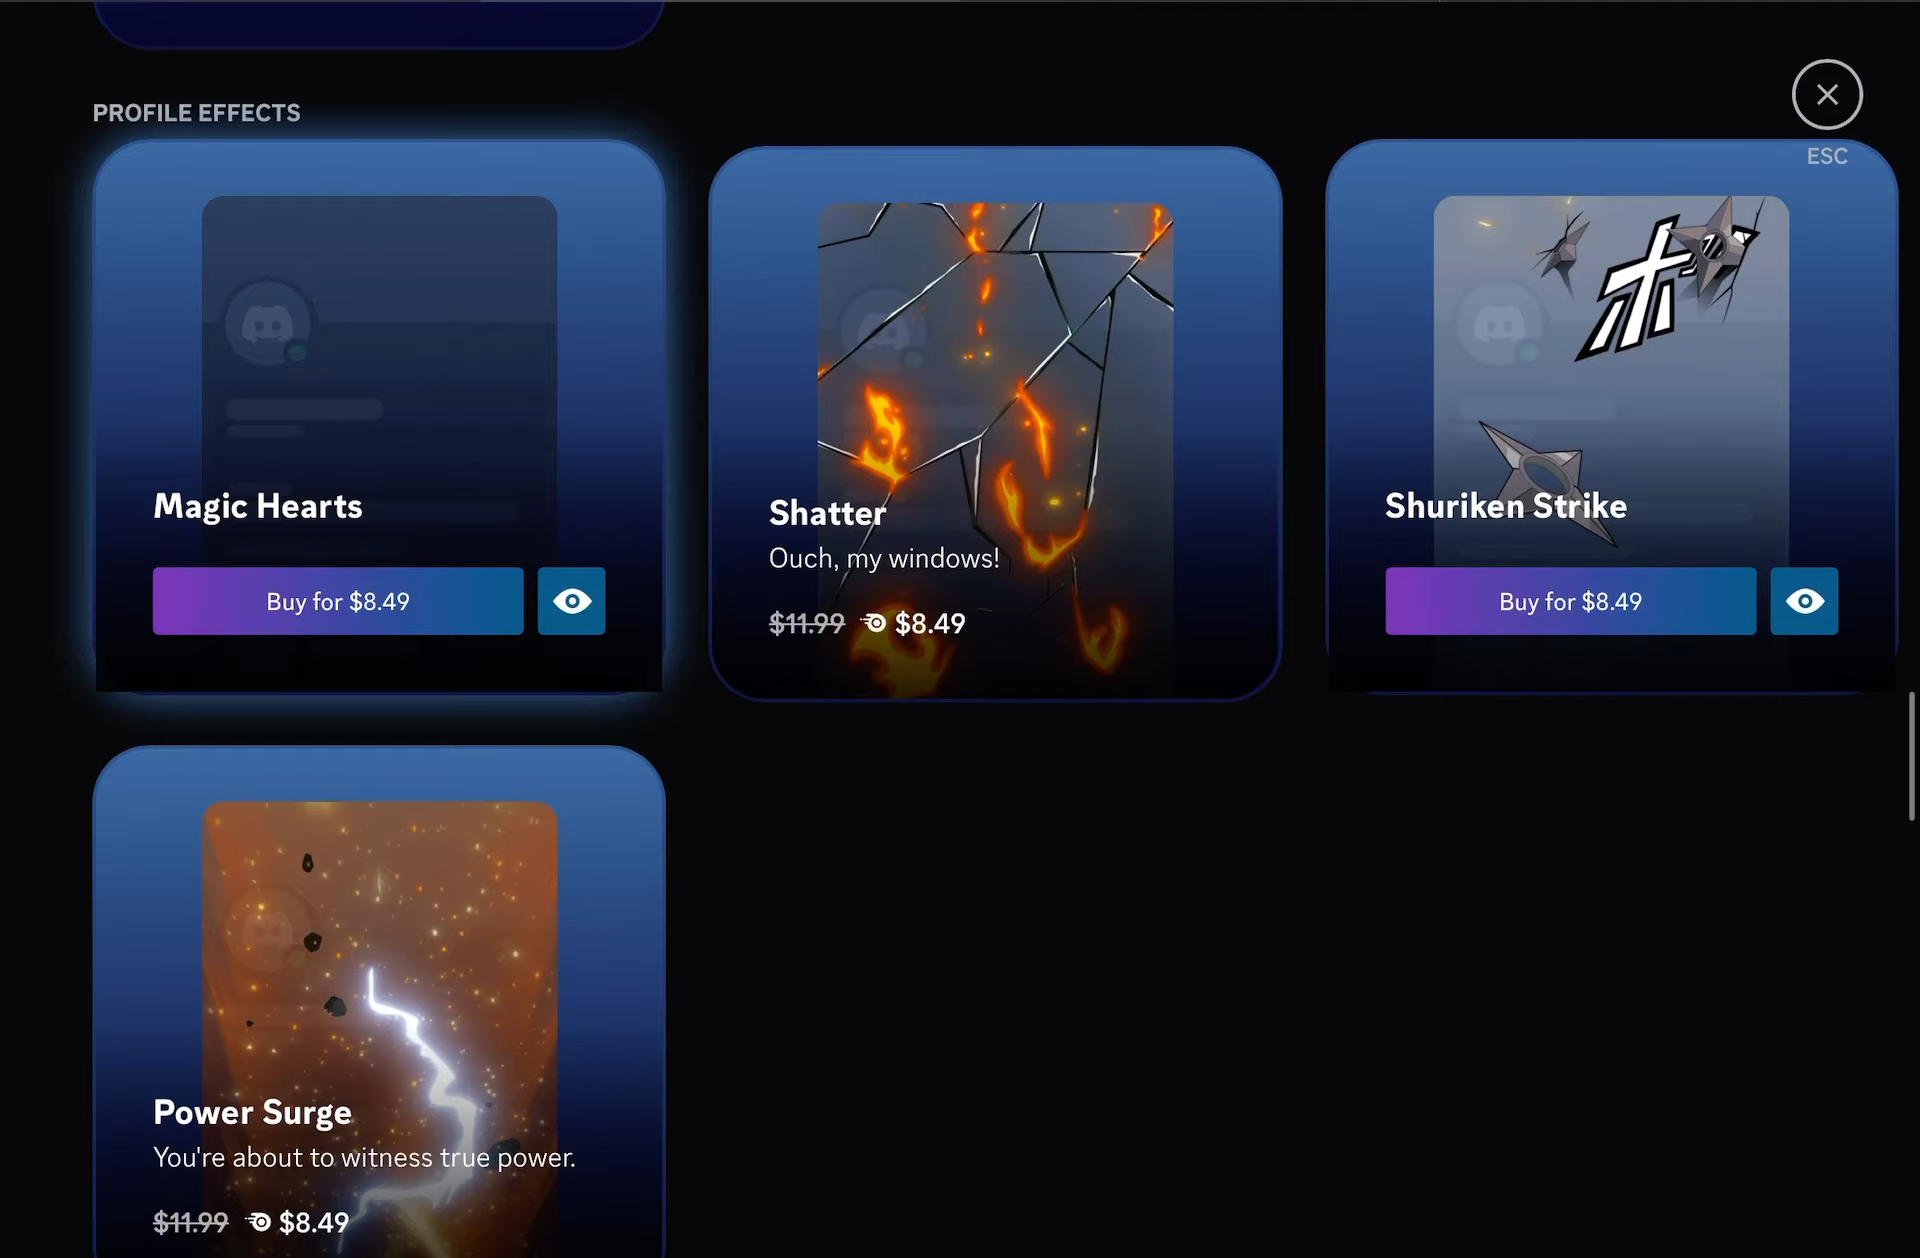 PROFILE EFFECTS
ESC
Magic Hearts
Buy for $8.49
Shatter
Ouch, my windows!
$11.99 $8.49
ボ
Shuriken Strike
Buy for $8.49
Power Surge
You're about to witness true power.
$11.99 $8.49